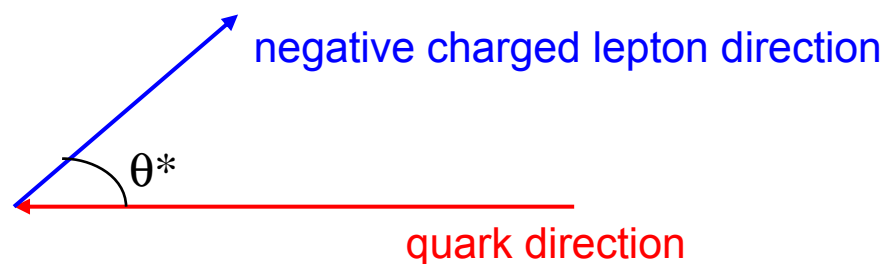 negative charged lepton direction
θ*
quark direction